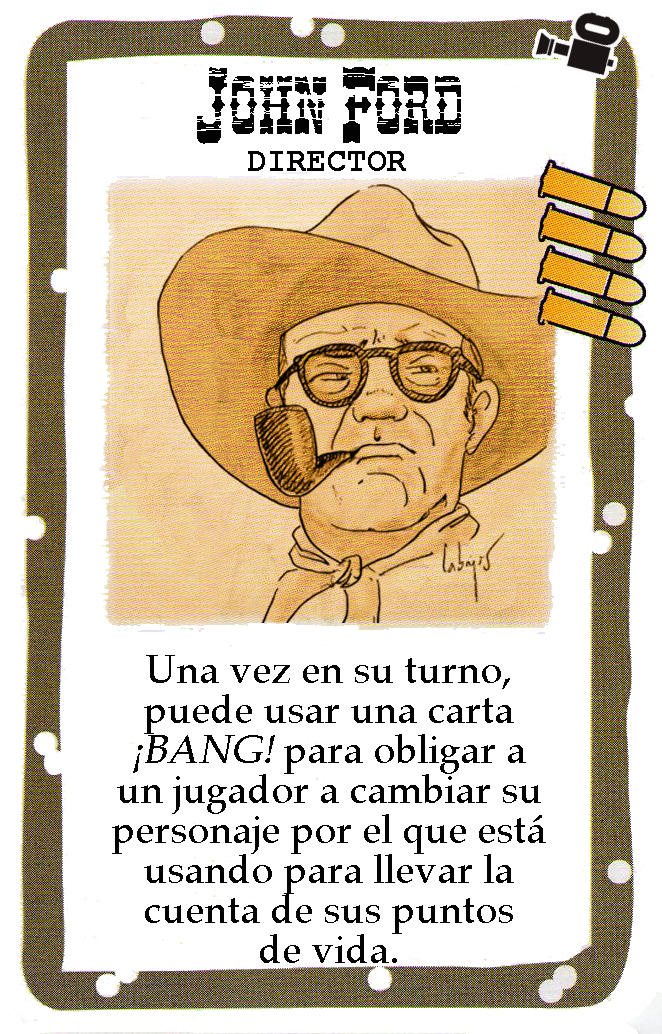 John Ford
DIRECTOR
Una vez en su turno,
puede usar una carta
¡BANG! para obligar a
un jugador a cambiar su
personaje por el que está
usando para llevar la
cuenta de sus puntos
de vida.